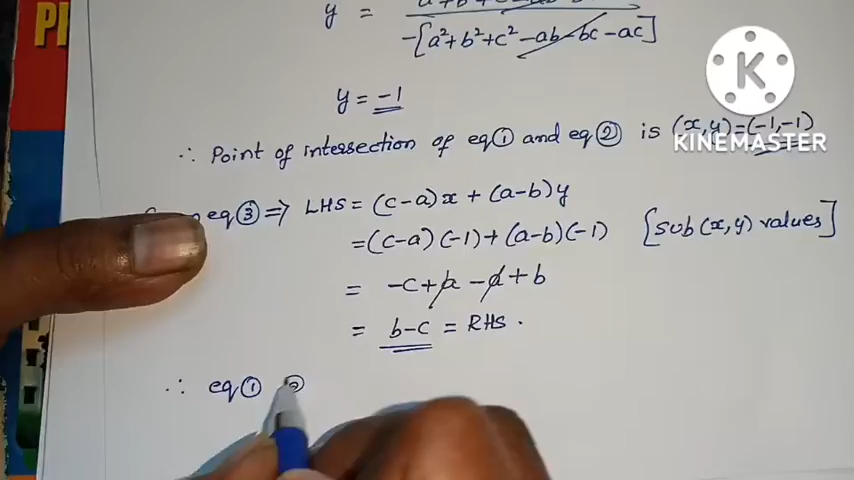 y =
-[a²+b²+c²-ab-bc-ac]
y = -1
∴ Point of intersection of eq① and eq② is (x,y)=(-1,-1)
KINEMASTER
eq③ ⇒ LHS = (c-a)x + (a-b)y
=(c-a)(-1)+(a-b)(-1) [sub(x,y) values]
= -c+a-a+b
= b-c = RHS.
∴ eq① ②